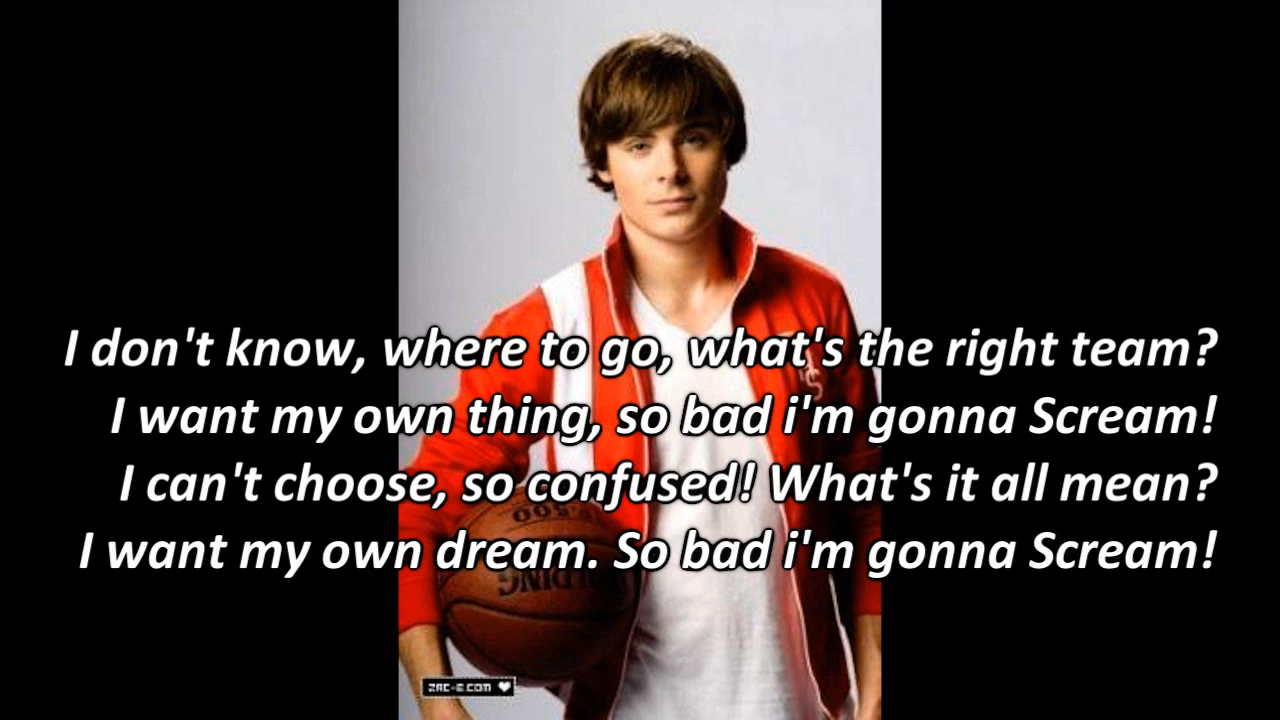 I don't know, where to go, what's the right team?
I want my own thing, so bad i'm gonna Scream!
I can't choose, so confused! What's it all mean?
I want my own dream. So bad i'm gonna Scream!
SPALDING
ZAC-E.COM